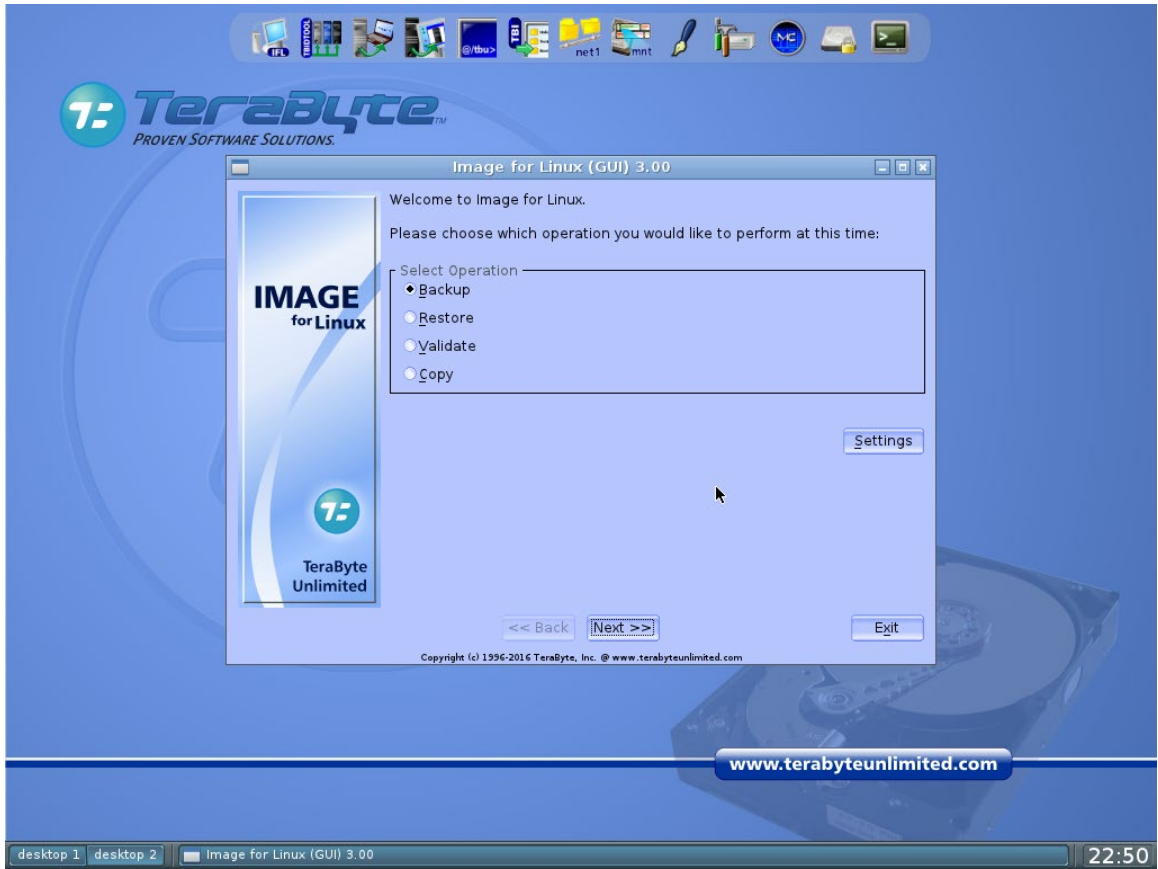 IFL
TBIOTOOL
@/tbu>
TBI
net1
mnt
MC
>_
TeraByte TM
PROVEN SOFTWARE SOLUTIONS.
Image for Linux (GUI) 3.00
Welcome to Image for Linux.
Please choose which operation you would like to perform at this time:
Select Operation
Backup
Restore
Validate
Copy
IMAGE
for Linux
Settings
TeraByte
Unlimited
<< Back
Next >>
Exit
Copyright (c) 1996-2016 TeraByte, Inc. @ www.terabyteunlimited.com
www.terabyteunlimited.com
desktop 1
desktop 2
Image for Linux (GUI) 3.00
22:50